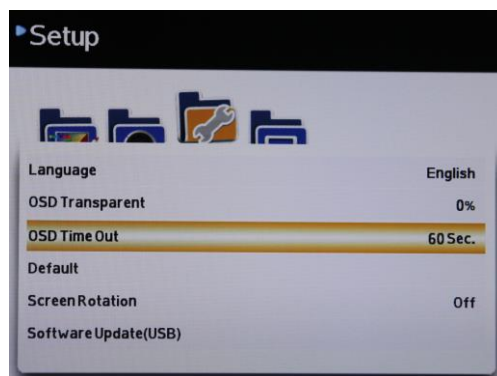 Setup
Language English
OSD Transparent 0%
OSD Time Out 60 Sec.
Default
Screen Rotation Off
Software Update(USB)